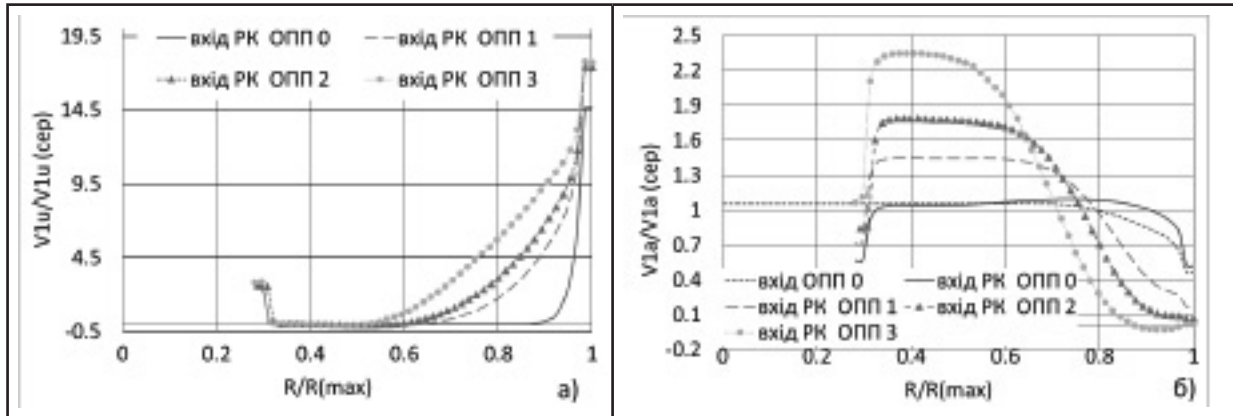 19.5
14.5
9.5
4.5
-0.5
V1u/V1u (сер)
вхід РК ОПП 0
вхід РК ОПП 1
вхід РК ОПП 2
вхід РК ОПП 3
0 0.2 0.4 0.6 0.8 1
R/R(max)
а)
2.5
2.2
1.9
1.6
1.3
1
0.7
0.4
0.1
-0.2
V1a/V1a (сер)
вхід ОПП 0
вхід РК ОПП 0
вхід РК ОПП 1
вхід РК ОПП 2
вхід РК ОПП 3
0 0.2 0.4 0.6 0.8 1
R/R(max)
б)